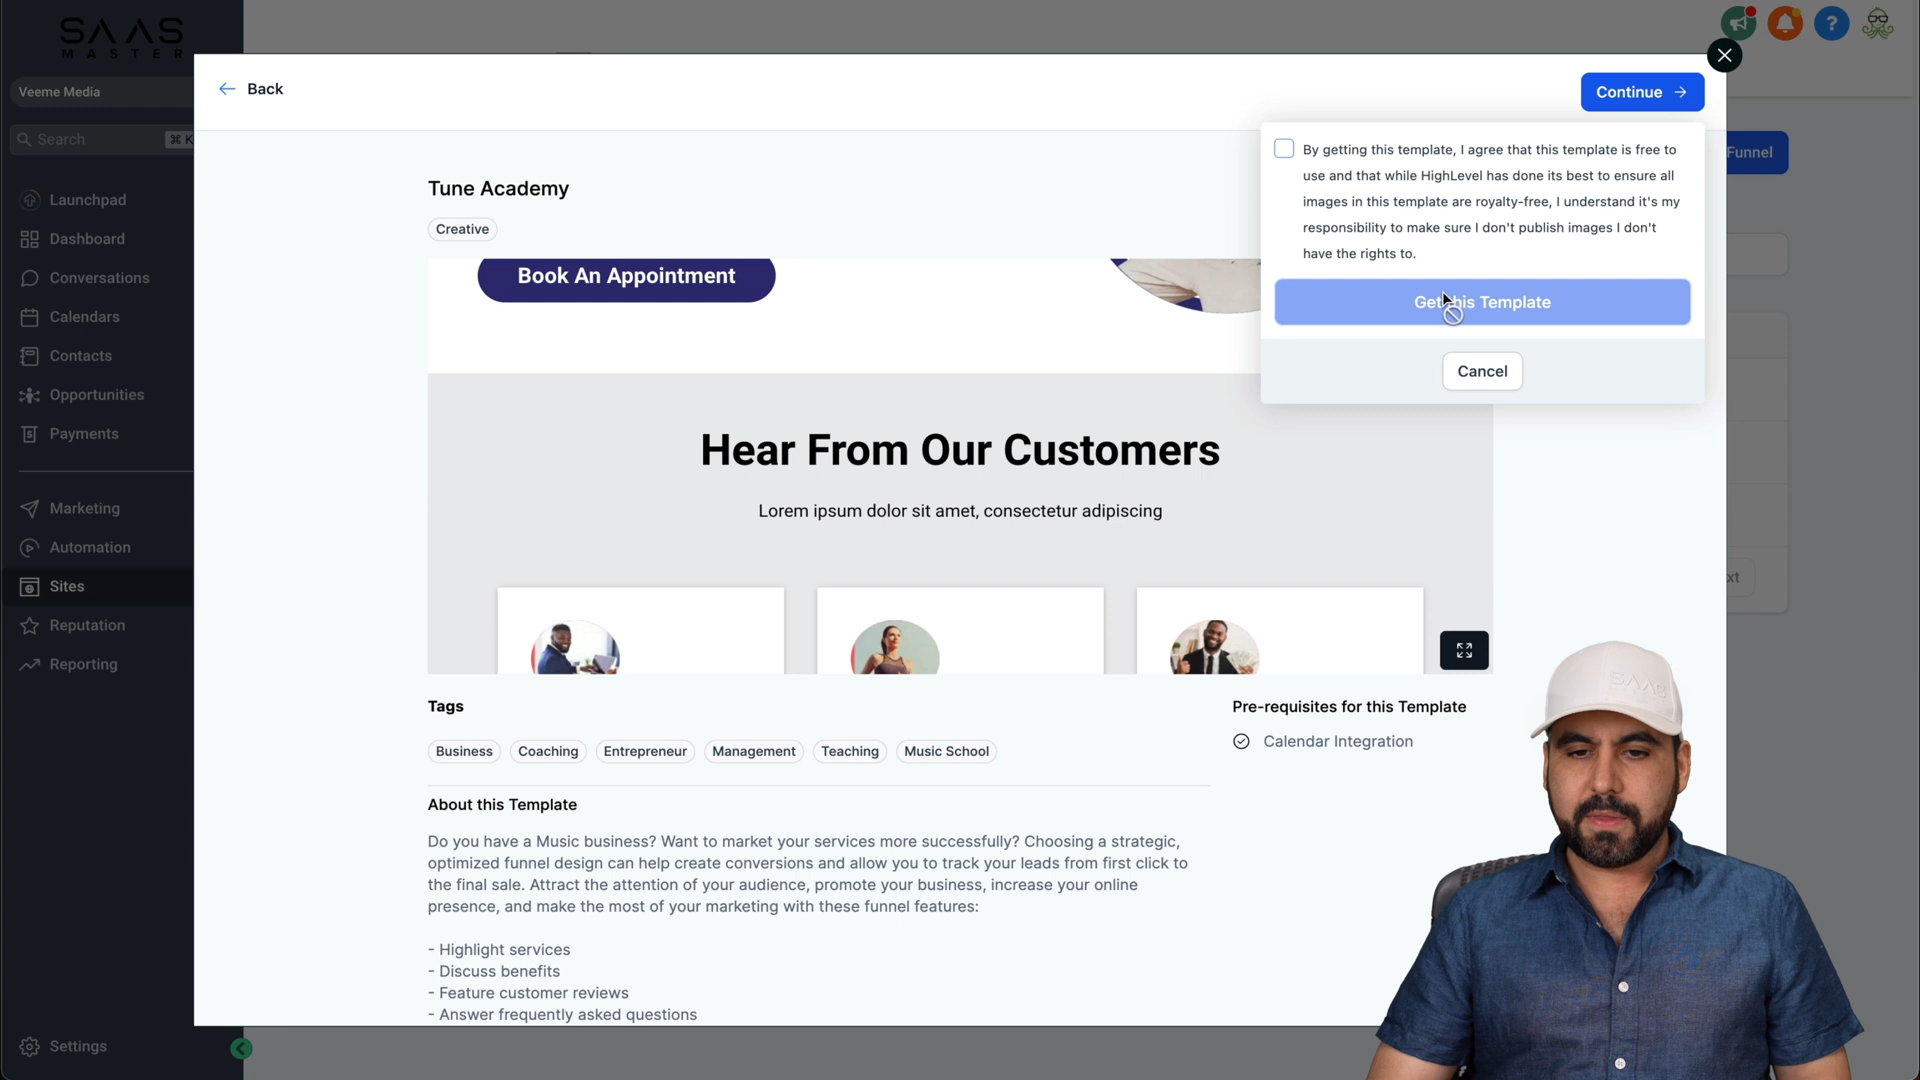 SAAS
MASTER
Veeme Media
Search
⌘ K
Launchpad
Dashboard
Conversations
Calendars
Contacts
Opportunities
Payments
Marketing
Automation
Sites
Reputation
Reporting
Settings
Back
Continue
By getting this template, I agree that this template is free to
use and that while HighLevel has done its best to ensure all
images in this template are royalty-free, I understand it's my
responsibility to make sure I don't publish images I don't
have the rights to.
Get this Template
Cancel
Funnel
xt
Tune Academy
Creative
Book An Appointment
Hear From Our Customers
Lorem ipsum dolor sit amet, consectetur adipiscing
Tags
Business
Coaching
Entrepreneur
Management
Teaching
Music School
Pre-requisites for this Template
Calendar Integration
About this Template
Do you have a Music business? Want to market your services more successfully? Choosing a strategic,
optimized funnel design can help create conversions and allow you to track your leads from first click to
the final sale. Attract the attention of your audience, promote your business, increase your online
presence, and make the most of your marketing with these funnel features:
- Highlight services
- Discuss benefits
- Feature customer reviews
- Answer frequently asked questions
SAAS